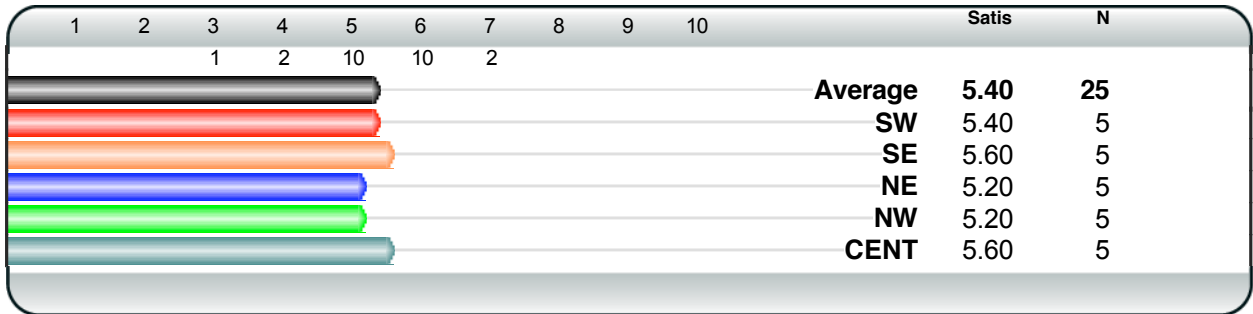 1 2 3 4 5 6 7 8 9 10 Satis N
1 2 10 10 2
Average 5.40 25
SW 5.40 5
SE 5.60 5
NE 5.20 5
NW 5.20 5
CENT 5.60 5